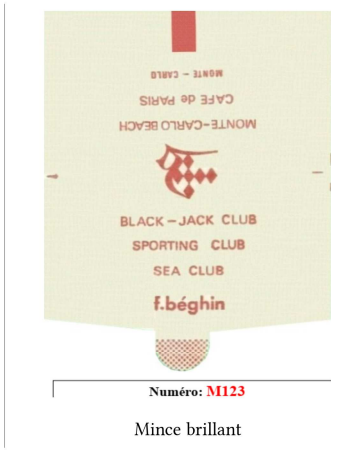 MONTE - CARLO
CAFE de PARIS
MONTE-CARLO BEACH
BLACK-JACK CLUB
SPORTING CLUB
SEA CLUB
f.béghin
Numéro: M123
Mince brillant